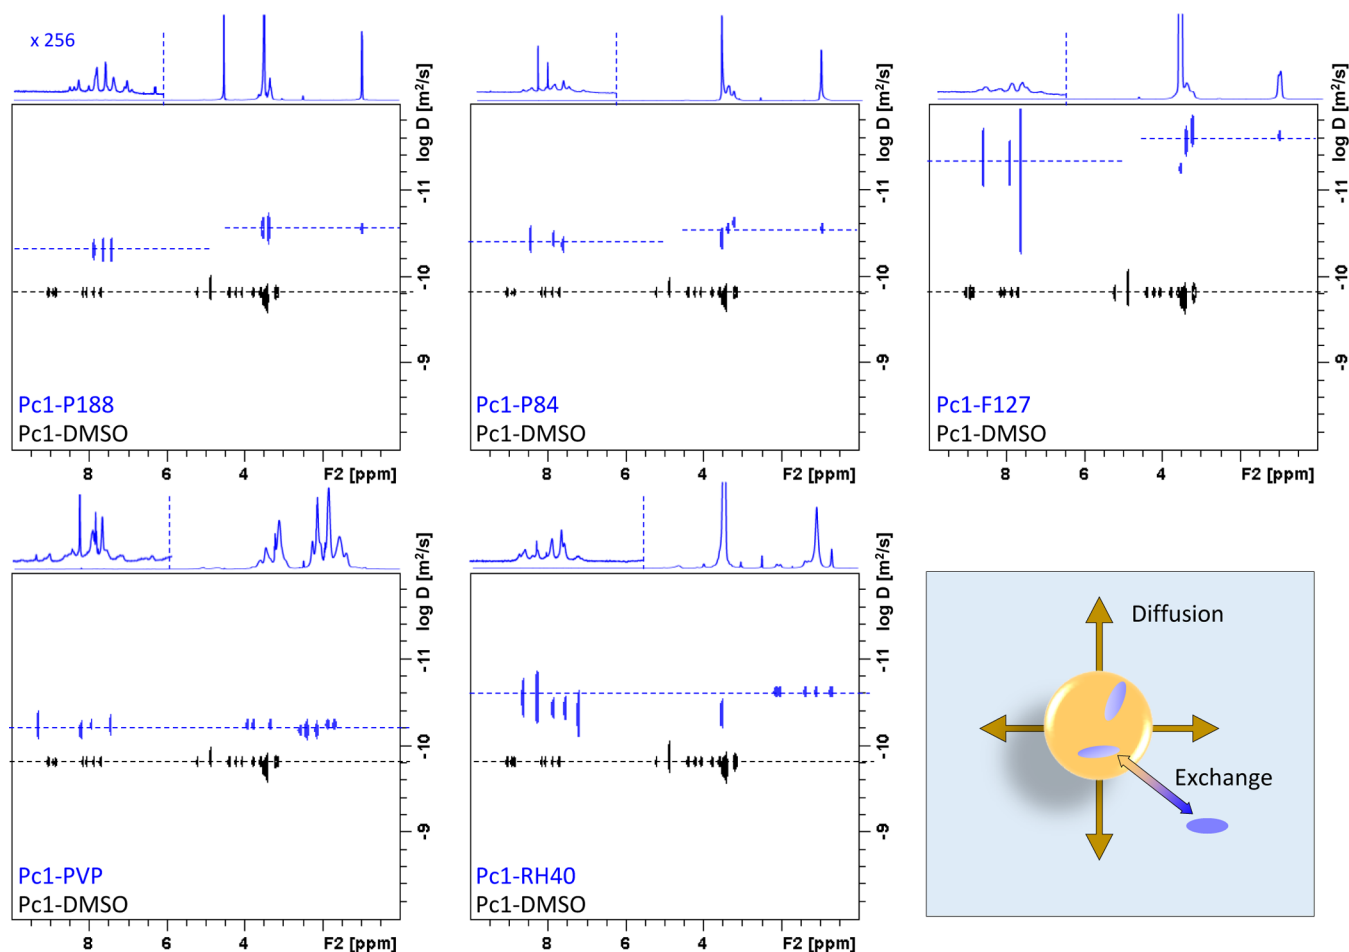 x 256
log D [m²/s]
-11
-10
-9
Pc1-P188
Pc1-DMSO
8 6 4 F2 [ppm]
log D [m²/s]
-11
-10
-9
Pc1-P84
Pc1-DMSO
8 6 4 F2 [ppm]
log D [m²/s]
-11
-10
-9
Pc1-F127
Pc1-DMSO
8 6 4 F2 [ppm]
log D [m²/s]
-11
-10
-9
Pc1-PVP
Pc1-DMSO
8 6 4 F2 [ppm]
log D [m²/s]
-11
-10
-9
Pc1-RH40
Pc1-DMSO
8 6 4 F2 [ppm]
Diffusion
Exchange